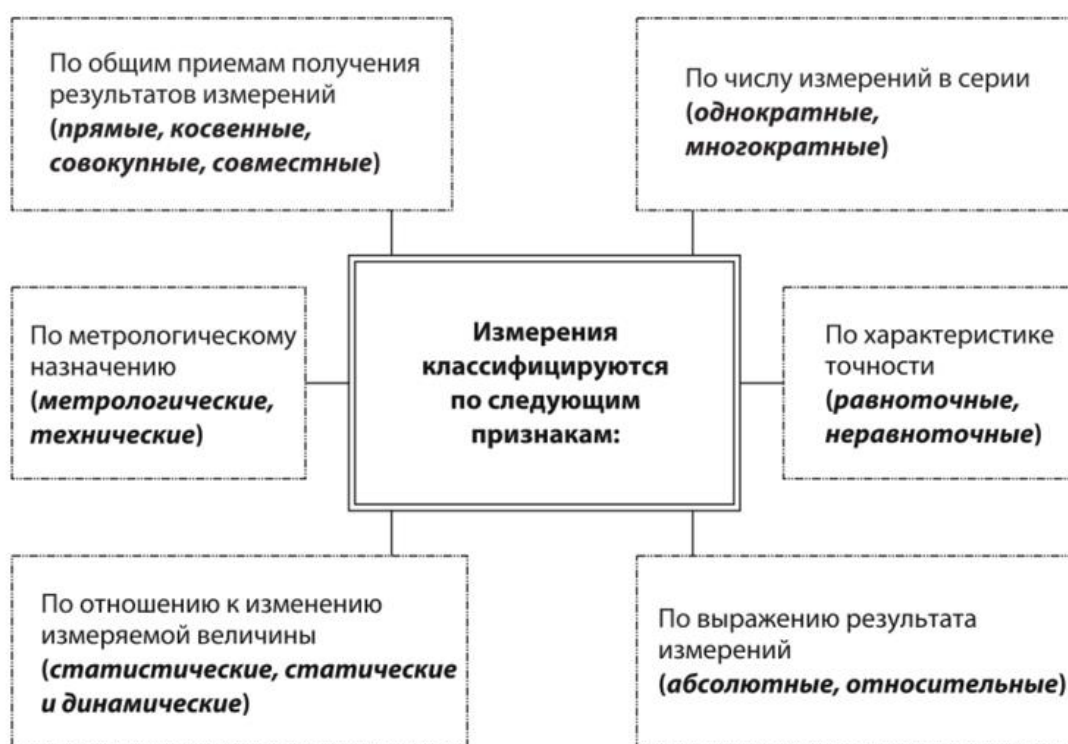 По общим приемам получения
результатов измерений
(прямые, косвенные,
совокупные, совместные)
По числу измерений в серии
(однократные,
многократные)
По метрологическому
назначению
(метрологические,
технические)
Измерения
классифицируются
по следующим
признакам:
По характеристике
точности
(равноточные,
неравноточные)
По отношению к изменению
измеряемой величины
(статистические, статические
и динамические)
По выражению результата
измерений
(абсолютные, относительные)